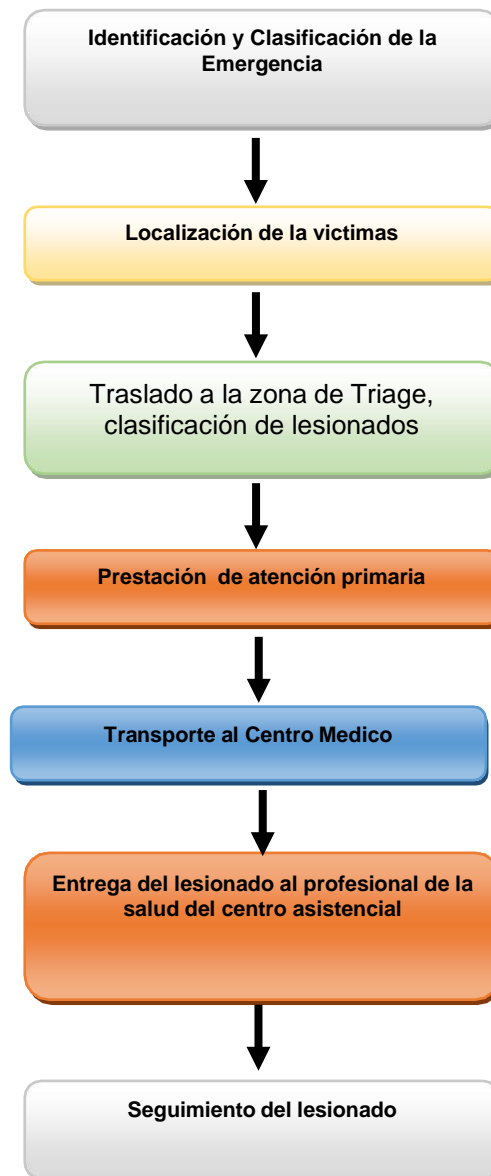 Identificación y Clasificación de la
Emergencia
Localización de la victimas
Traslado a la zona de Triage,
clasificación de lesionados
Prestación de atención primaria
Transporte al Centro Medico
Entrega del lesionado al profesional de la
salud del centro asistencial
Seguimiento del lesionado